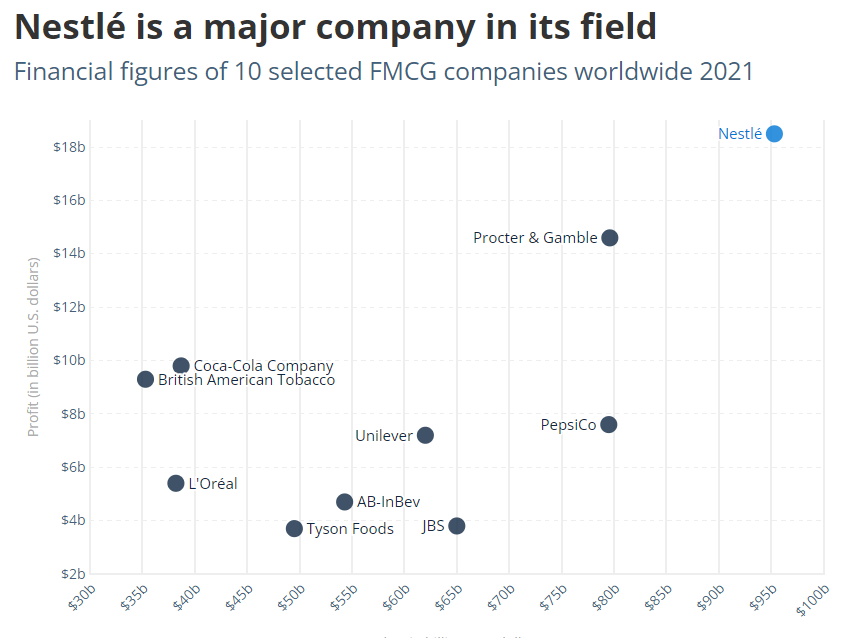 Nestlé is a major company in its field
Financial figures of 10 selected FMCG companies worldwide 2021
Profit (in billion U.S. dollars)
$18b
$16b
$14b
$12b
$10b
$8b
$6b
$4b
$2b
Nestlé
Procter & Gamble
Coca-Cola Company
British American Tobacco
PepsiCo
Unilever
L'Oréal
AB-InBev
JBS
Tyson Foods
$30b
$35b
$40b
$45b
$50b
$55b
$60b
$65b
$70b
$75b
$80b
$85b
$90b
$95b
$100b